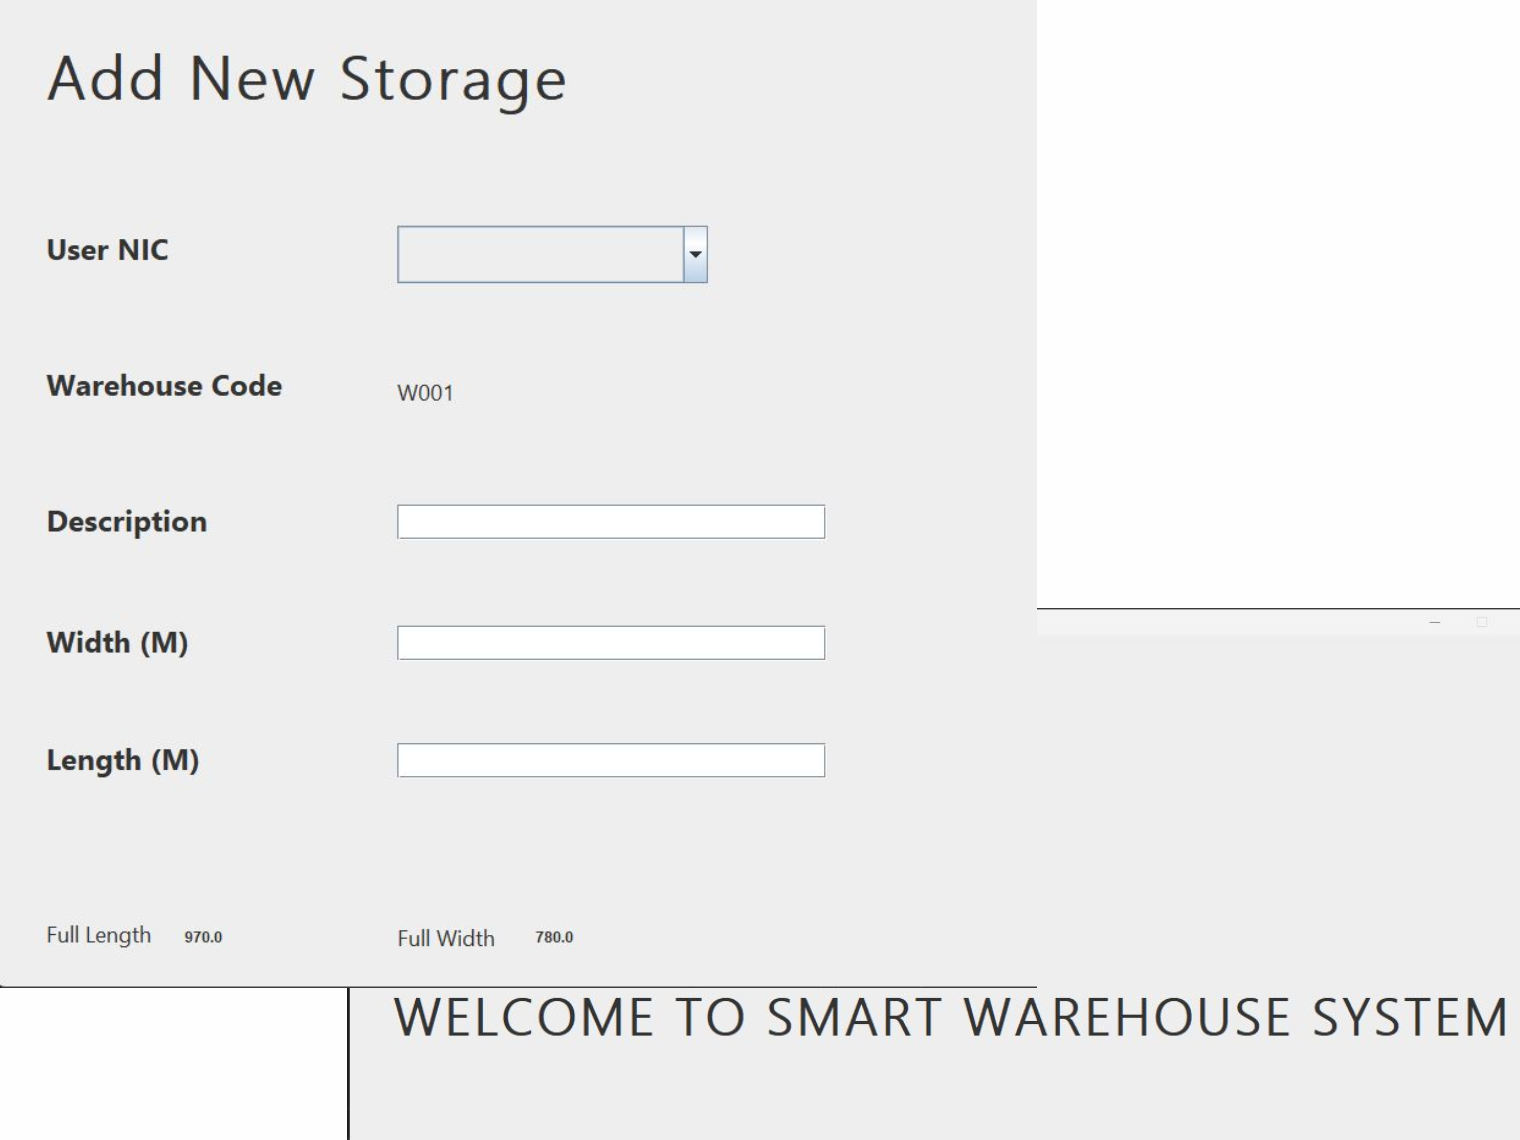 Add New Storage
User NIC
Warehouse Code W001
Description
Width (M)
Length (M)
Full Length 970.0 Full Width 780.0
WELCOME TO SMART WAREHOUSE SYSTEM